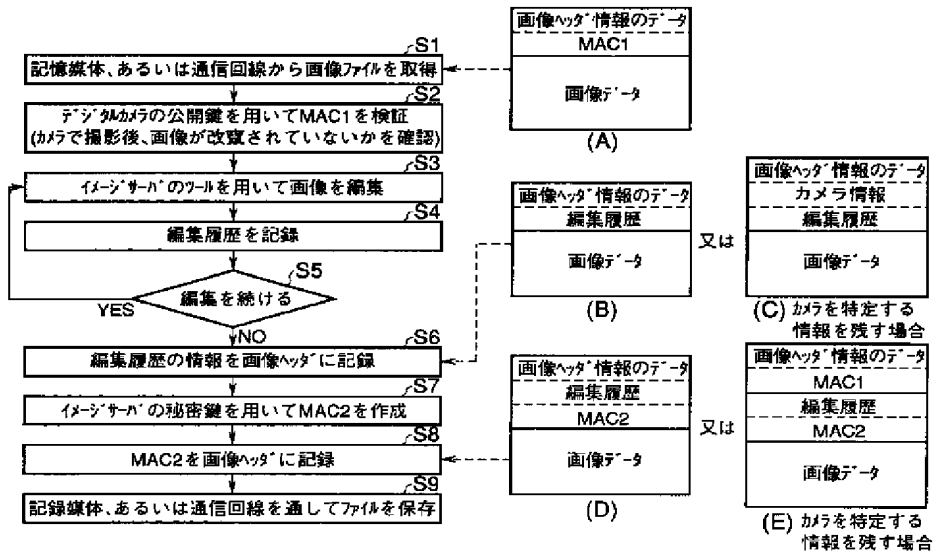 S1
記憶媒体、あるいは通信回線から画像ファイルを取得
S2
デジタルカメラの公開鍵を用いてMAC1を検証
(カメラで撮影後、画像が改竄されていないかを確認)
S3
イメージサーバのツールを用いて画像を編集
S4
編集履歴を記録
S5
編集を続ける
YES
NO
S6
編集履歴の情報を画像ヘッダに記録
S7
イメージサーバの秘密鍵を用いてMAC2を作成
S8
MAC2を画像ヘッダに記録
S9
記録媒体、あるいは通信回線を通してファイルを保存
画像ヘッダ情報のデータ
MAC1
画像データ
(A)
画像ヘッダ情報のデータ
編集履歴
画像データ
(B)
又は
画像ヘッダ情報のデータ
カメラ情報
編集履歴
画像データ
(C) カメラを特定する
情報を残す場合
画像ヘッダ情報のデータ
編集履歴
MAC2
画像データ
(D)
又は
画像ヘッダ情報のデータ
MAC1
編集履歴
MAC2
画像データ
(E) カメラを特定する
情報を残す場合